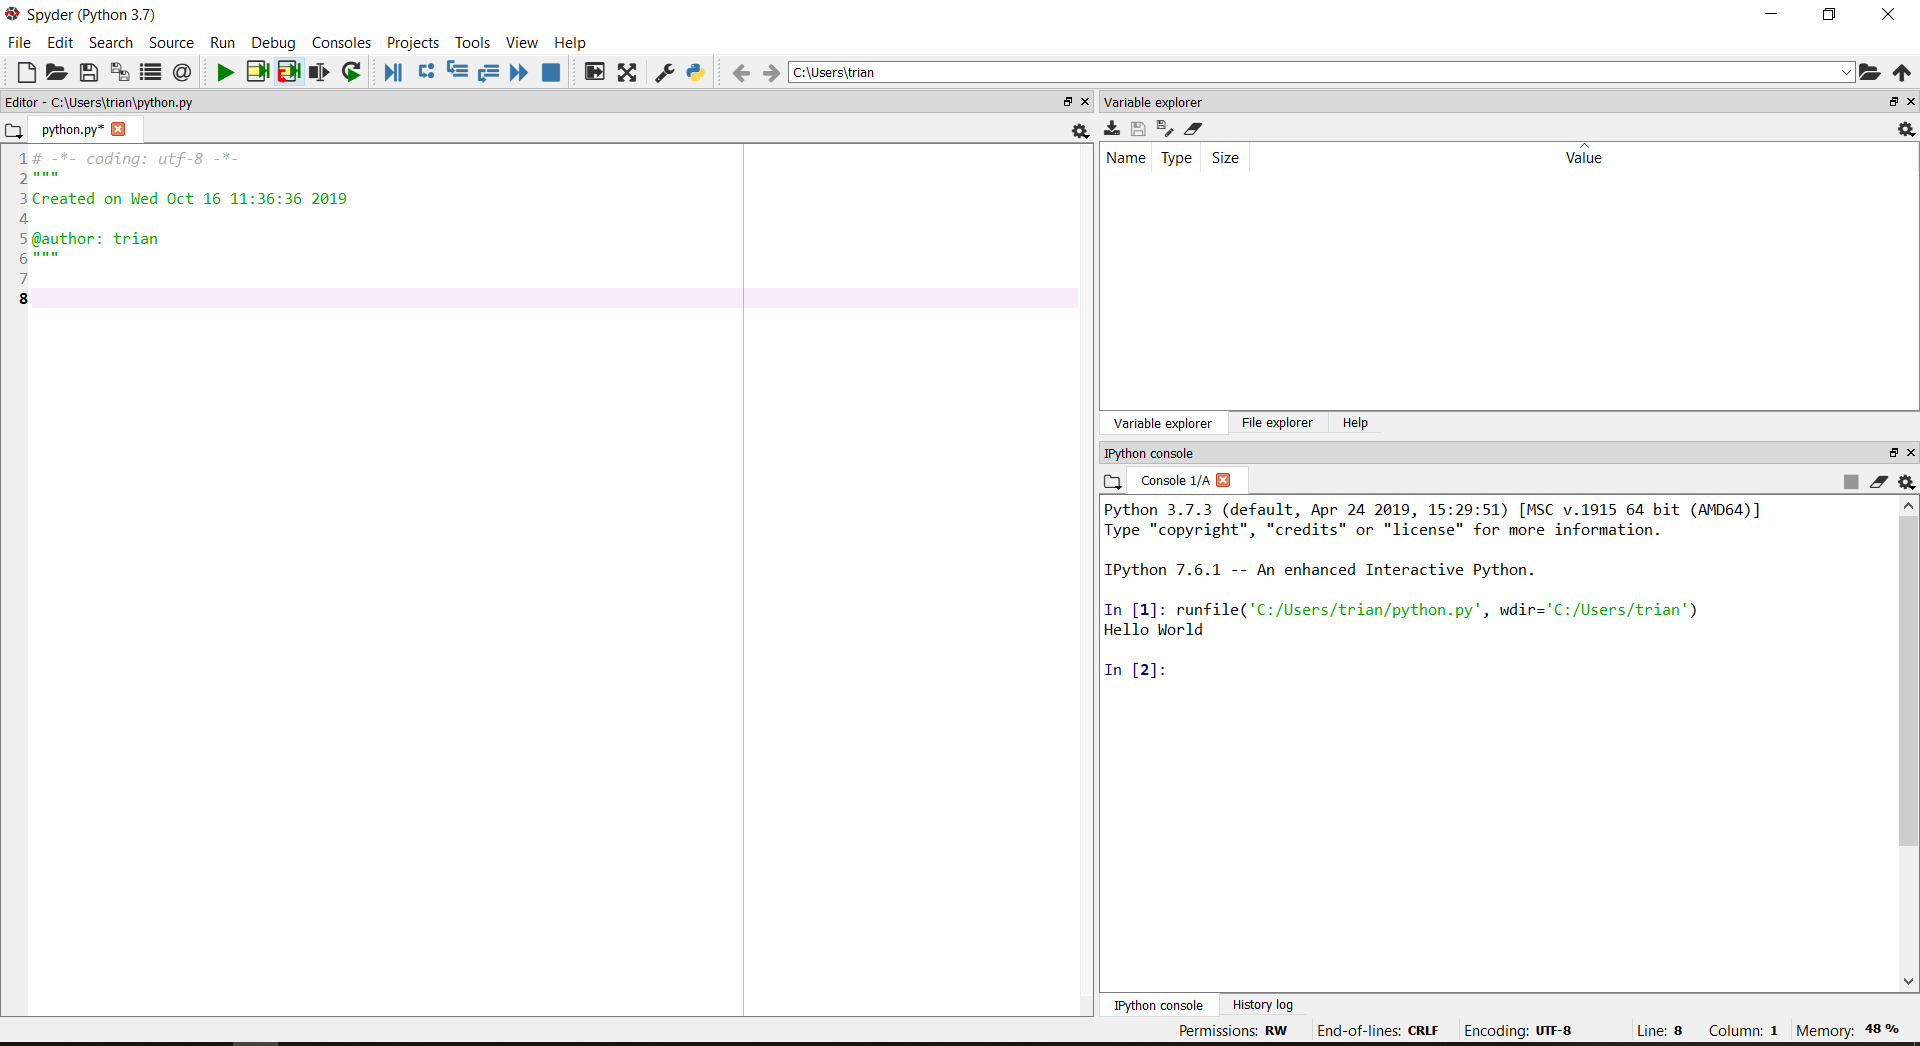 Spyder (Python 3.7)
File Edit Search Source Run Debug Consoles Projects Tools View Help
C:\Users\trian
Editor - C:\Users\trian\python.py
python.py*
1 # -*- coding: utf-8 -*-
2 """
3 Created on Wed Oct 16 11:36:36 2019
4
5 @author: trian
6 """
7
8
Variable explorer
Name Type Size Value
Variable explorer File explorer Help
IPython console
Console 1/A
Python 3.7.3 (default, Apr 24 2019, 15:29:51) [MSC v.1915 64 bit (AMD64)]
Type "copyright", "credits" or "license" for more information.
IPython 7.6.1 -- An enhanced Interactive Python.
In [1]: runfile('C:/Users/trian/python.py', wdir='C:/Users/trian')
Hello World
In [2]:
IPython console History log
Permissions: RW End-of-lines: CRLF Encoding: UTF-8 Line: 8 Column: 1 Memory: 48 %